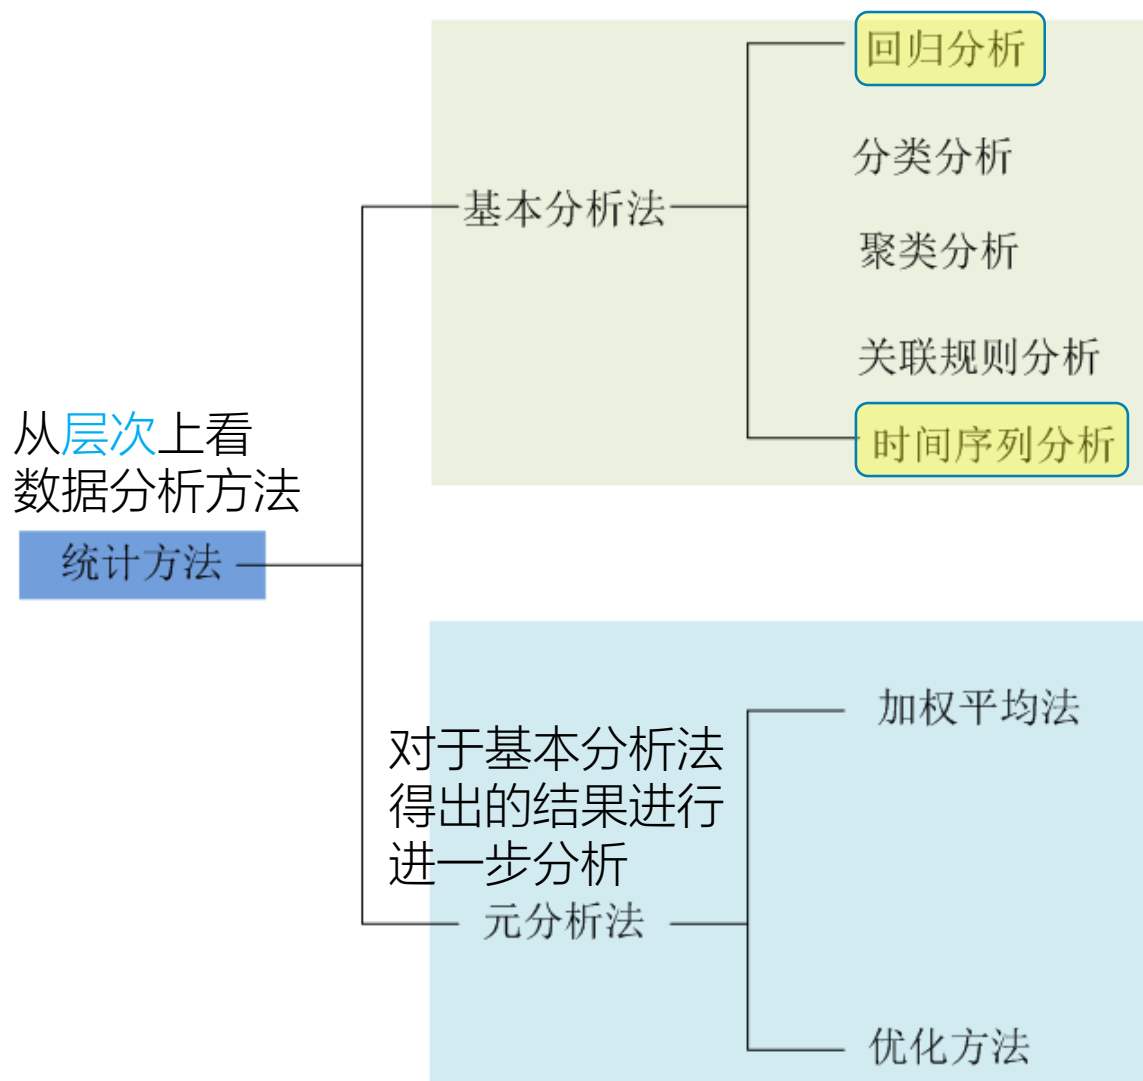 回归分析
分类分析
基本分析法
聚类分析
关联规则分析
时间序列分析
从层次上看
数据分析方法
统计方法
加权平均法
对于基本分析法
得出的结果进行
进一步分析
元分析法
优化方法